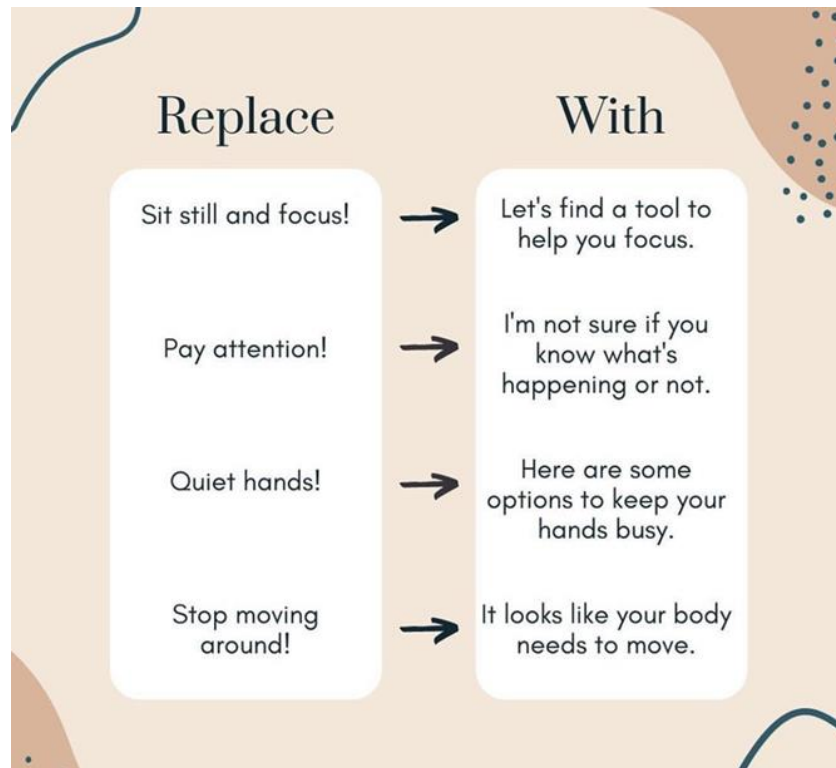 Replace
With
Sit still and focus!
Let's find a tool to
help you focus.
Pay attention!
I'm not sure if you
know what's
happening or not.
Quiet hands!
Here are some
options to keep your
hands busy.
Stop moving
around!
It looks like your body
needs to move.